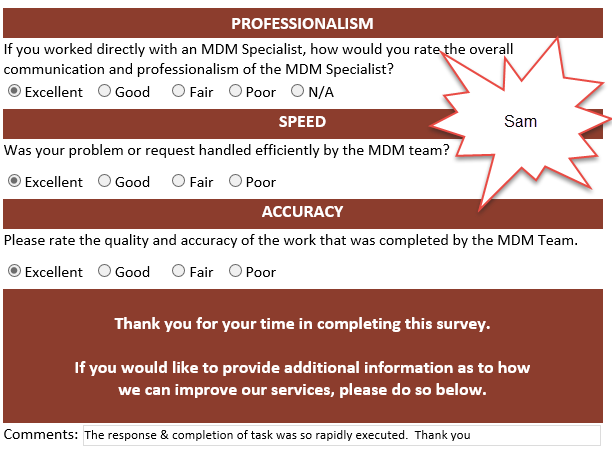 PROFESSIONALISM
If you worked directly with an MDM Specialist, how would you rate the overall
communication and professionalism of the MDM Specialist?
Excellent Good Fair Poor N/A
Sam
SPEED
Was your problem or request handled efficiently by the MDM team?
Excellent Good Fair Poor
ACCURACY
Please rate the quality and accuracy of the work that was completed by the MDM Team.
Excellent Good Fair Poor
Thank you for your time in completing this survey.
If you would like to provide additional information as to how
we can improve our services, please do so below.
Comments: The response & completion of task was so rapidly executed.  Thank you